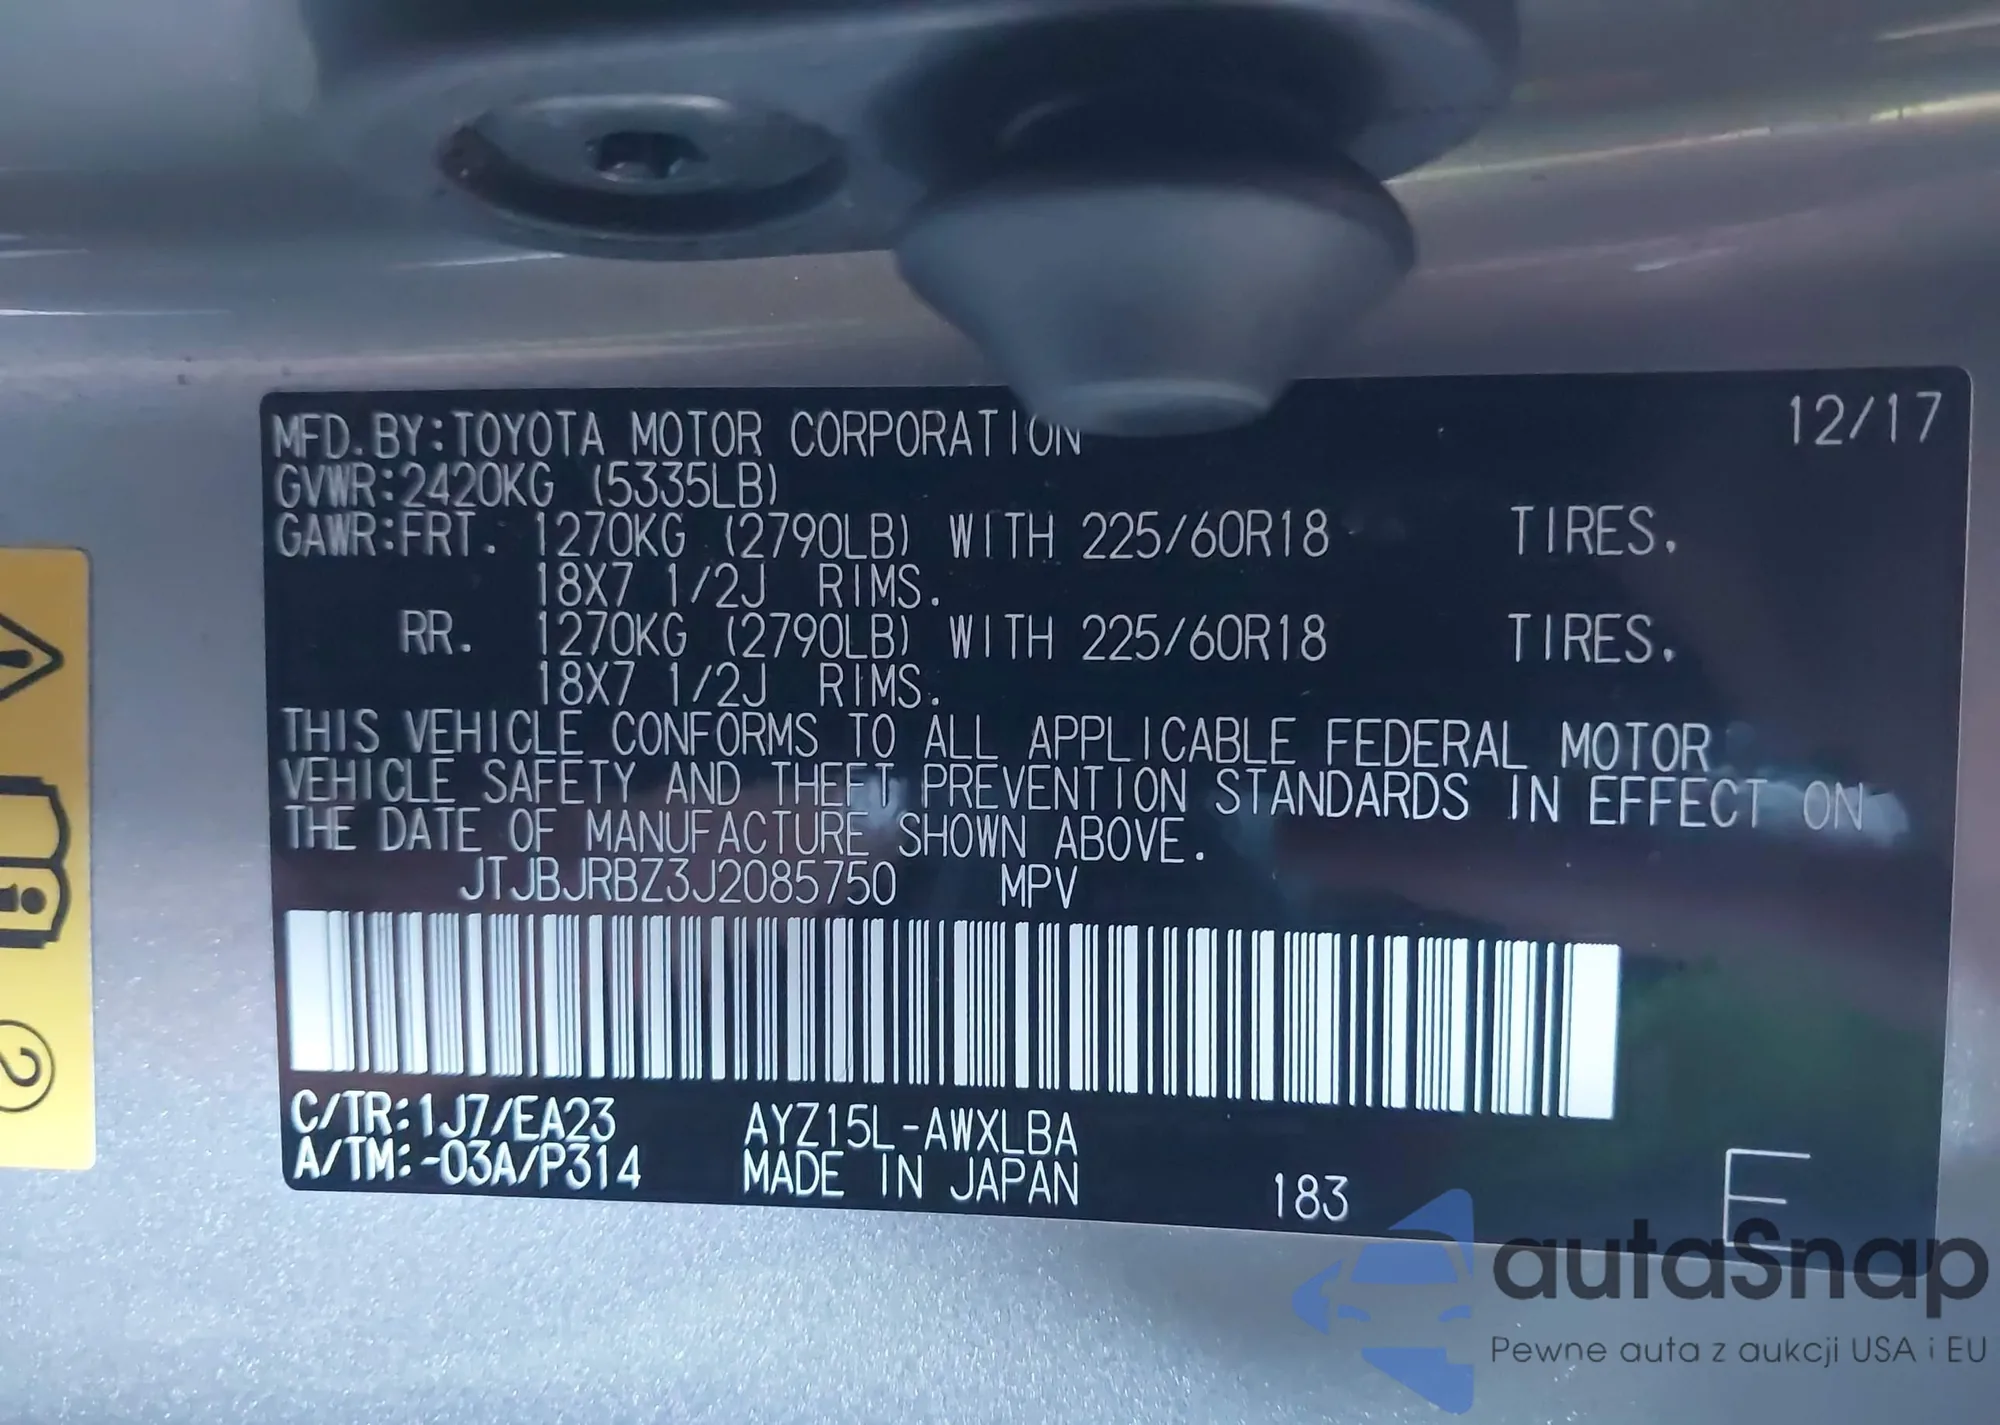 MFD.BY:TOYOTA MOTOR CORPORATION 12/17
GVWR:2420KG (5335LB)
GAWR:FRT. 1270KG (2790LB) WITH 225/60R18 TIRES.
18X7 1/2J RIMS.
RR. 1270KG (2790LB) WITH 225/60R18 TIRES.
18X7 1/2J RIMS.
THIS VEHICLE CONFORMS TO ALL APPLICABLE FEDERAL MOTOR
VEHICLE SAFETY AND THEFT PREVENTION STANDARDS IN EFFECT ON
THE DATE OF MANUFACTURE SHOWN ABOVE.
JTJBJRBZ3J2085750 MPV
C/TR:1J7/EA23 AYZ15L-AWXLBA
A/TM:-03A/P314 MADE IN JAPAN 183 E
2
autaSnap
Pewne auta z aukcji USA i EU